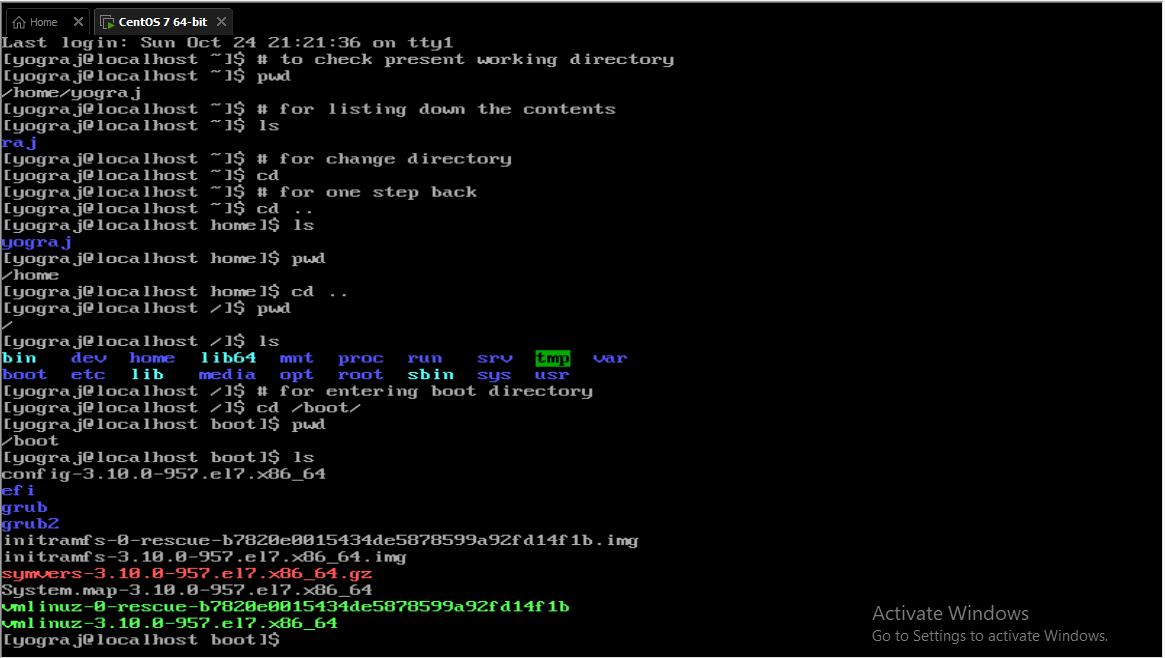 Home × CentOS 7 64-bit ×
Last login: Sun Oct 24 21:21:36 on tty1
[yograj@localhost ~]$ # to check present working directory
[yograj@localhost ~]$ pwd
/home/yograj
[yograj@localhost ~]$ # for listing down the contents
[yograj@localhost ~]$ ls
raj
[yograj@localhost ~]$ # for change directory
[yograj@localhost ~]$ cd
[yograj@localhost ~]$ # for one step back
[yograj@localhost ~]$ cd ..
[yograj@localhost home]$ ls
yograj
[yograj@localhost home]$ pwd
/home
[yograj@localhost home]$ cd ..
[yograj@localhost /]$ pwd
/
[yograj@localhost /]$ ls
bin dev home lib64 mnt proc run srv tmp var
boot etc lib media opt root sbin sys usr
[yograj@localhost /]$ # for entering boot directory
[yograj@localhost /]$ cd /boot/
[yograj@localhost boot]$ pwd
/boot
[yograj@localhost boot]$ ls
config-3.10.0-957.el7.x86_64
efi
grub
grub2
initramfs-0-rescue-b7820e0015434de5878599a92fd14f1b.img
initramfs-3.10.0-957.el7.x86_64.img
symvers-3.10.0-957.el7.x86_64.gz
System.map-3.10.0-957.el7.x86_64
vmlinuz-0-rescue-b7820e0015434de5878599a92fd14f1b
vmlinuz-3.10.0-957.el7.x86_64
[yograj@localhost boot]$
Activate Windows
Go to Settings to activate Windows.